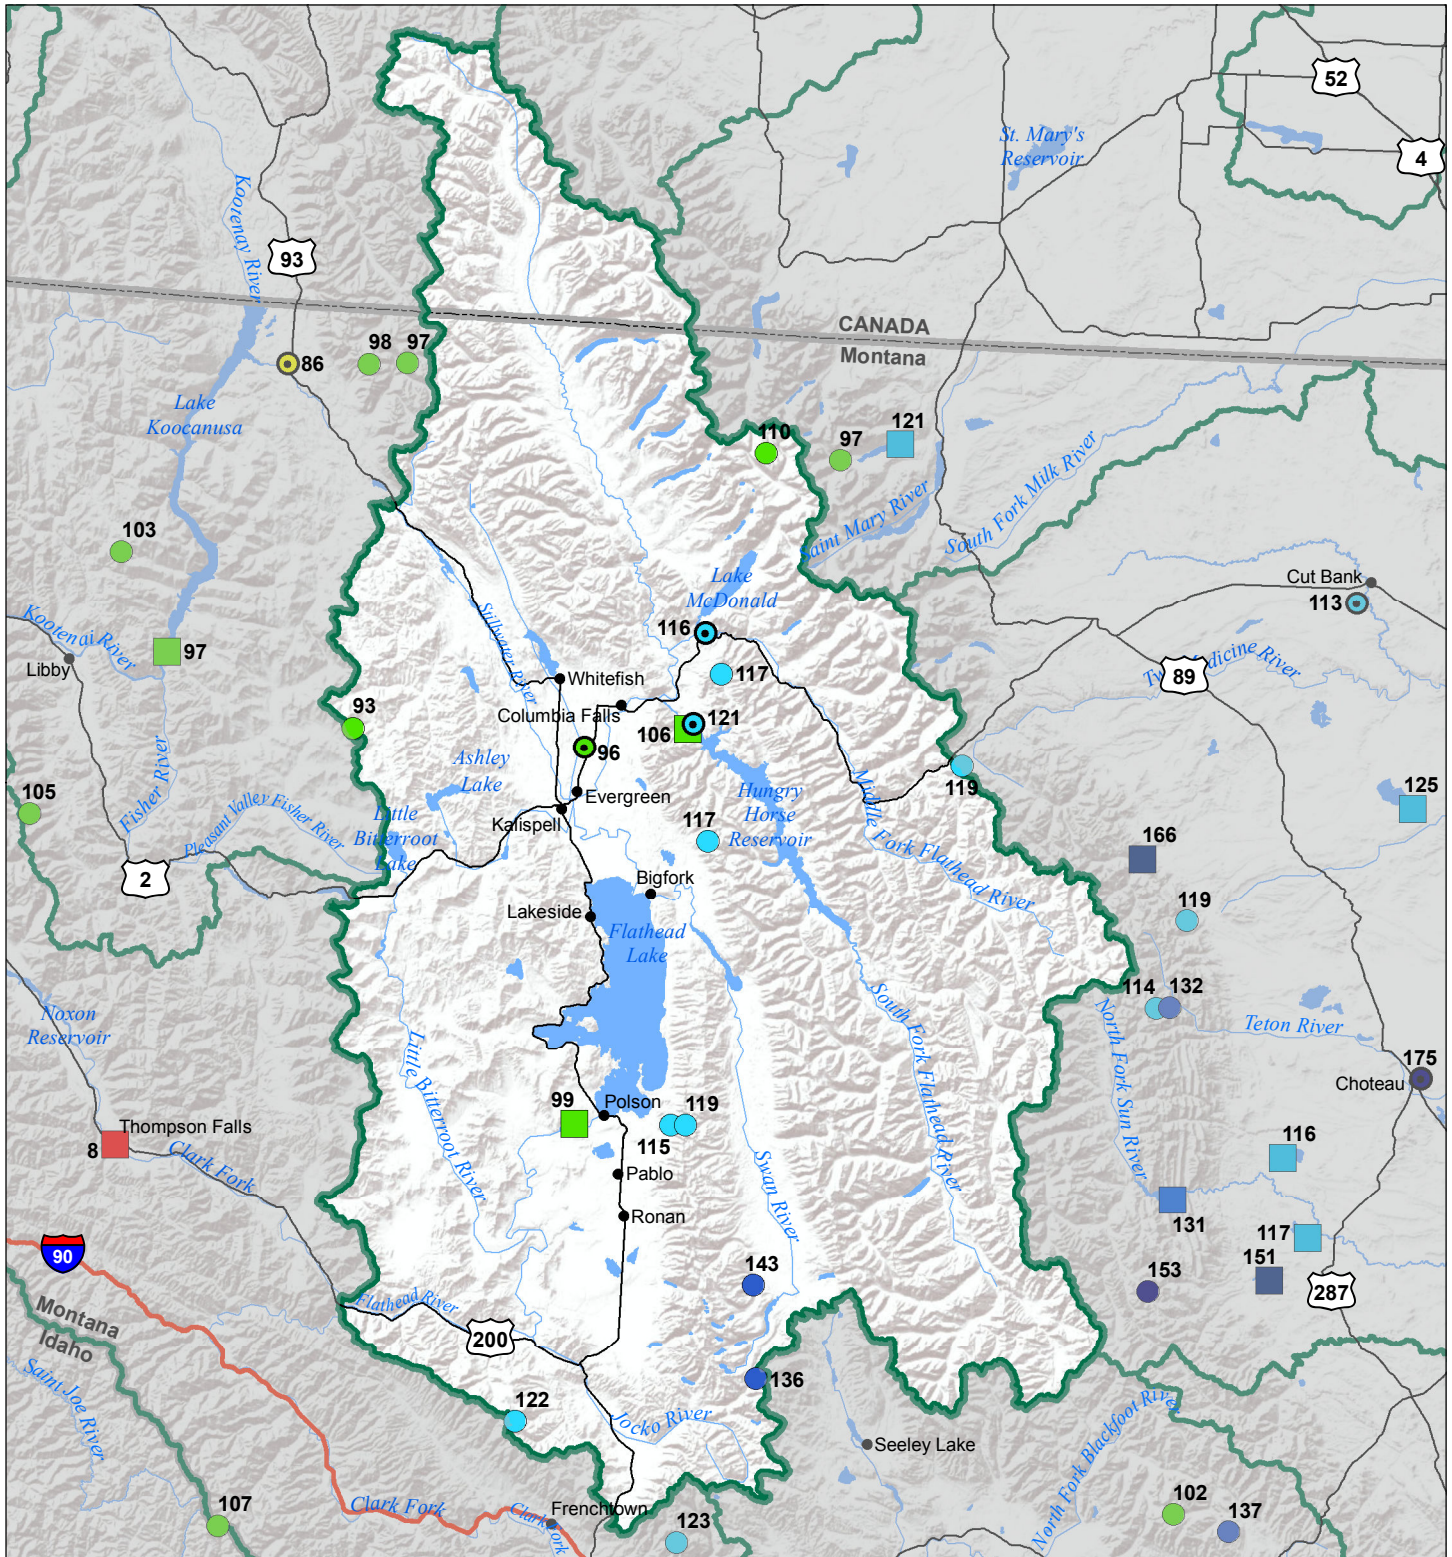 52
4
St. Mary's
Reservoir
Kootenay River
93
CANADA
Montana
98
97
86
Lake
Koocanusa
110
97
121
Saint Mary River
South Fork Milk River
103
Lake
McDonald
Cut Bank
113
Stillwater River
116
Kootenai River
97
Libby
117
Whitefish
Two Medicine River
89
Columbia Falls
93
106
121
96
Ashley
Lake
119
Middle Fork Flathead River
105
Fisher River
Pleasant Valley Fisher River
Little
Bitterroot
Lake
Evergreen
Kalispell
Hungry
Horse
Reservoir
117
125
166
2
Bigfork
Lakeside
Flathead
Lake
119
114
132
South Fork Flathead River
North Fork Sun River
Teton River
Noxon
Reservoir
Little Bitterroot River
175
Choteau
99
Polson
115
119
Thompson Falls
8
Clark Fork
Pablo
Swan River
116
Ronan
131
117
90
143
153
151
287
Flathead River
200
Montana
Idaho
Saint Joe River
136
122
Jocko River
Seeley Lake
North Fork Blackfoot River
107
Clark Fork
Clark Fork
Frenchtown
123
102
137